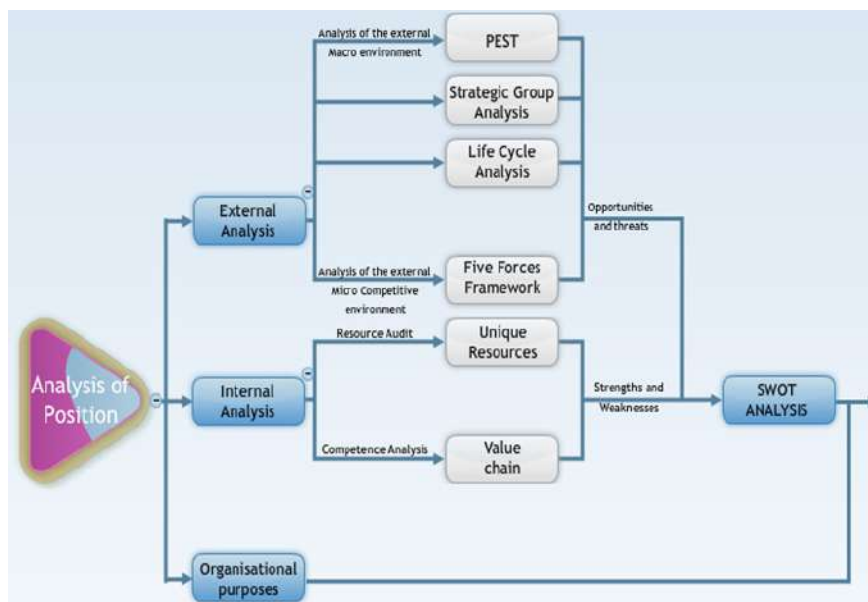 Analysis of the external
Macro environment
PEST
Strategic Group
Analysis
Life Cycle
Analysis
External
Analysis
Opportunities
and threats
Analysis of the external
Micro Competitive
environment
Five Forces
Framework
Resource Audit
Unique
Resources
Analysis of
Position
Internal
Analysis
Strengths and
Weaknesses
SWOT
ANALYSIS
Competence Analysis
Value
chain
Organisational
purposes